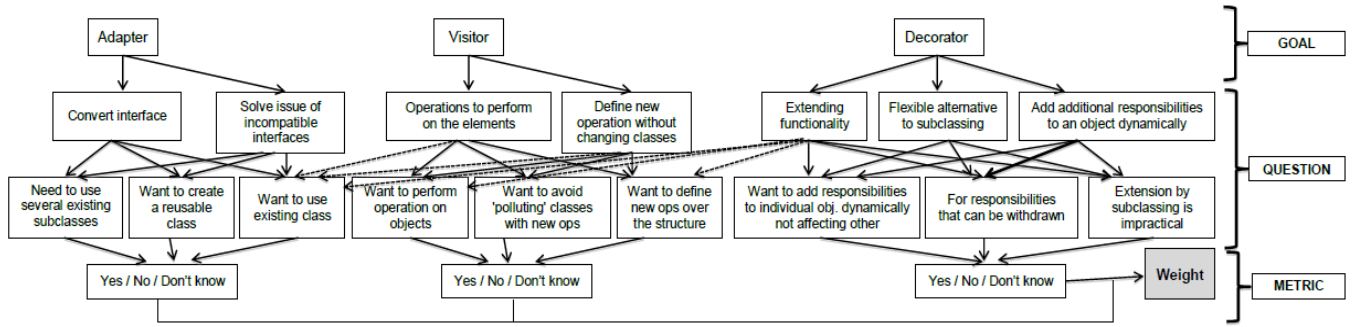 Adapter
Visitor
Decorator
GOAL
Convert interface
Solve issue of
incompatible
interfaces
Operations to perform
on the elements
Define new
operation without
changing classes
Extending
functionality
Flexible alternative
to subclassing
Add additional responsibilities
to an object dynamically
QUESTION
Need to use
several existing
subclasses
Want to create
a reusable
class
Want to use
existing class
Want to perform
operation on
objects
Want to avoid
'polluting' classes
with new ops
Want to define
new ops over
the structure
Want to add responsibilities
to individual obj. dynamically
not affecting other
For responsibilities
that can be withdrawn
Extension by
subclassing is
impractical
Yes / No / Don't know
Yes / No / Don't know
Yes / No / Don't know
Weight
METRIC